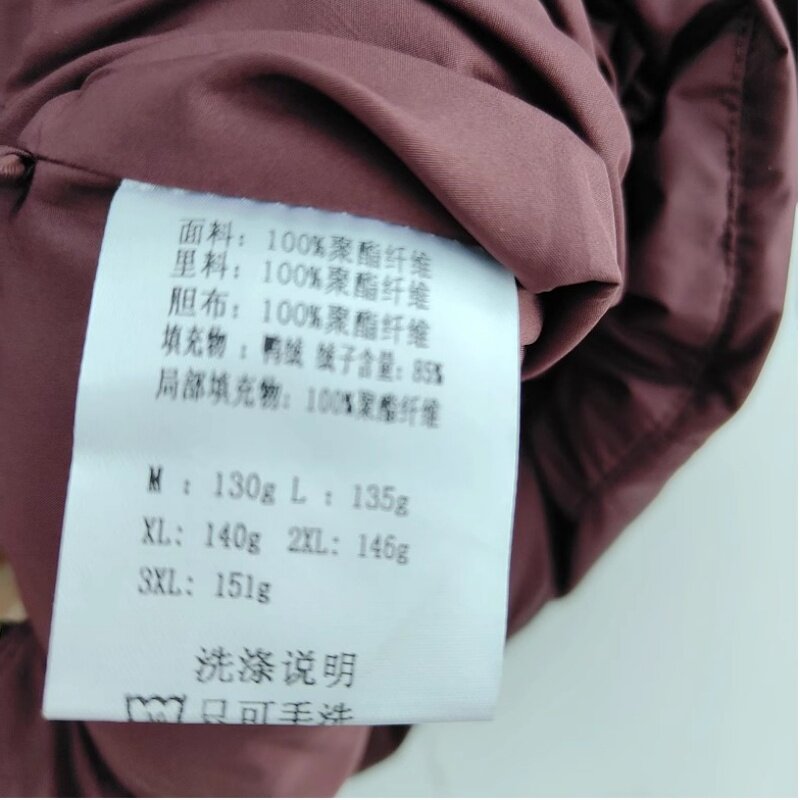 面料：100%聚酯纤维
里料：100%聚酯纤维
胆布：100%聚酯纤维
填充物：鸭绒 绒子含量：85%
局部填充物：100%聚酯纤维
M：130g L：135g
XL：140g 2XL：146g
3XL：151g
洗涤说明
只可手洗